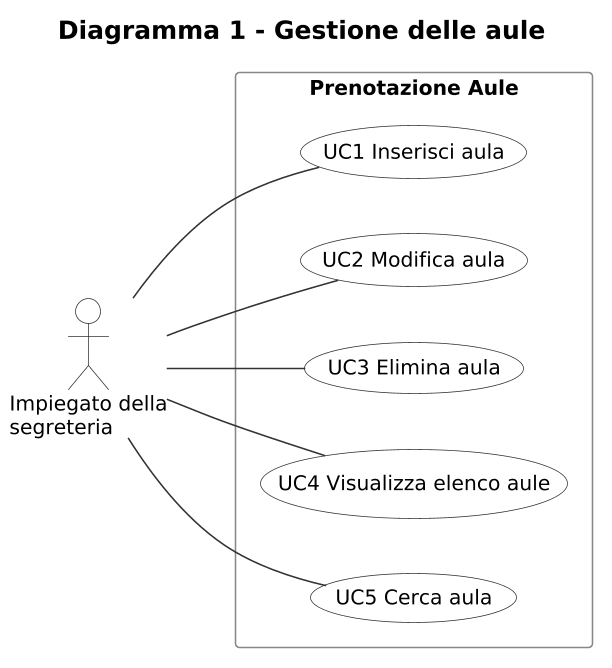 Diagramma 1 - Gestione delle aule
Prenotazione Aule
UC1 Inserisci aula
UC2 Modifica aula
UC3 Elimina aula
Impiegato della
segreteria
UC4 Visualizza elenco aule
UC5 Cerca aula